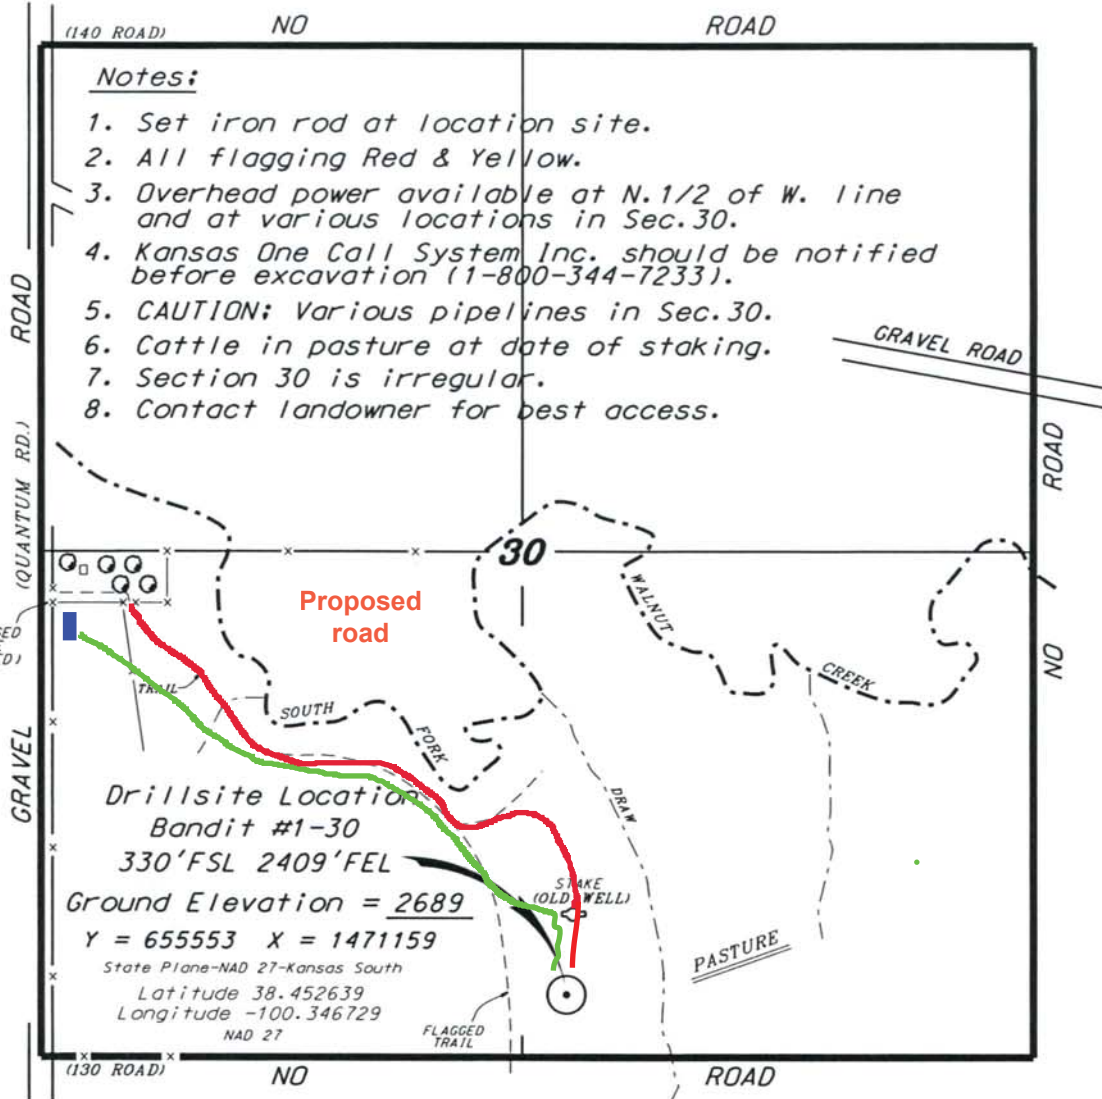 (140 ROAD)
NO
ROAD
Notes:
1. Set iron rod at location site.
2. All flagging Red & Yellow.
3. Overhead power available at N.1/2 of W. line
and at various locations in Sec.30.
4. Kansas One Call System Inc. should be notified
before excavation (1-800-344-7233).
5. CAUTION: Various pipelines in Sec.30.
6. Cattle in pasture at date of staking.
7. Section 30 is irregular.
8. Contact landowner for best access.
ROAD
GRAVEL ROAD
(QUANTUM RD.)
ROAD
30
Proposed
road
WALNUT
CREEK
NO
TRAIL
SOUTH
FORK
GRAVEL
DRAW
Drillsite Location
Bandit #1-30
330'FSL 2409'FEL
Ground Elevation = 2689
Y = 655553 X = 1471159
State Plane-NAD 27-Kansas South
Latitude 38.452639
Longitude -100.346729
NAD 27
STAKE
(OLD WELL)
PASTURE
FLAGGED
TRAIL
(130 ROAD)
NO
ROAD